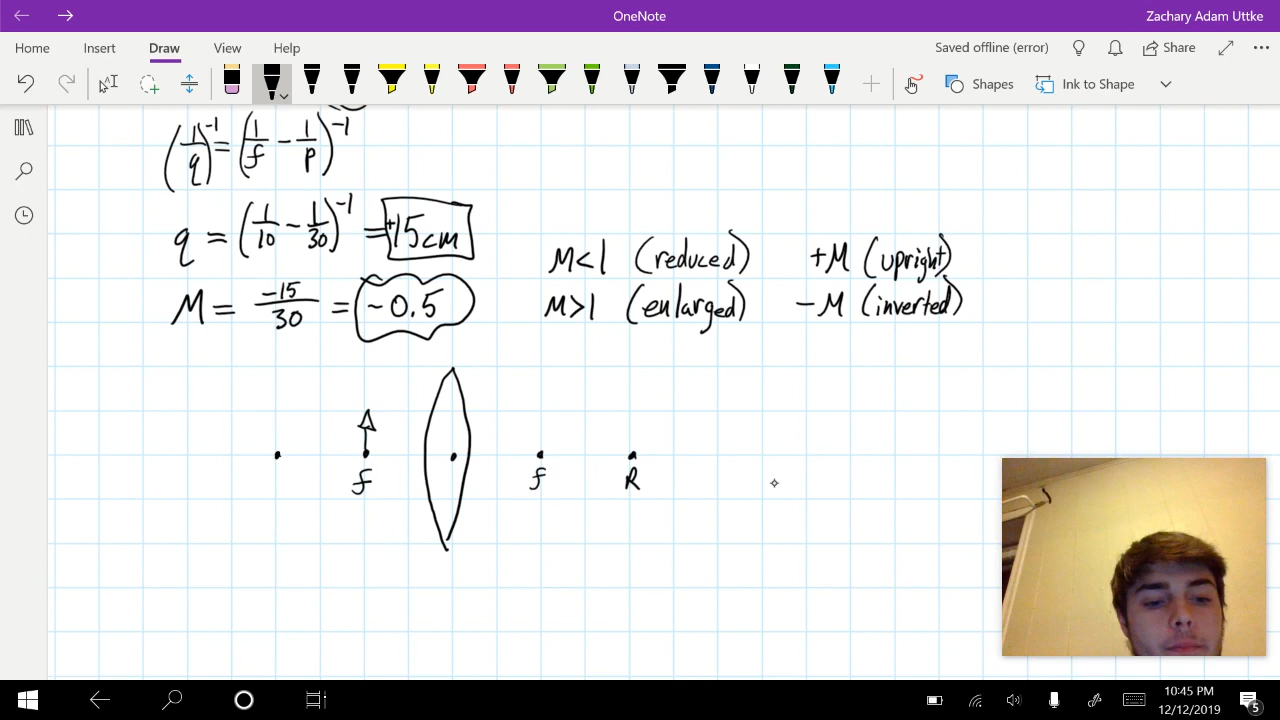 OneNote
Zachary Adam Uttke
Home Insert Draw View Help
Saved offline (error) Share
Shapes Ink to Shape
(1/q)^-1 = (1/f - 1/p)^-1
q = (1/10 - 1/30)^-1 = +15cm
M<1 (reduced) +M (upright)
M = -15/30 = -0.5
M>1 (enlarged) -M (inverted)
f f R
10:45 PM
12/12/2019
5